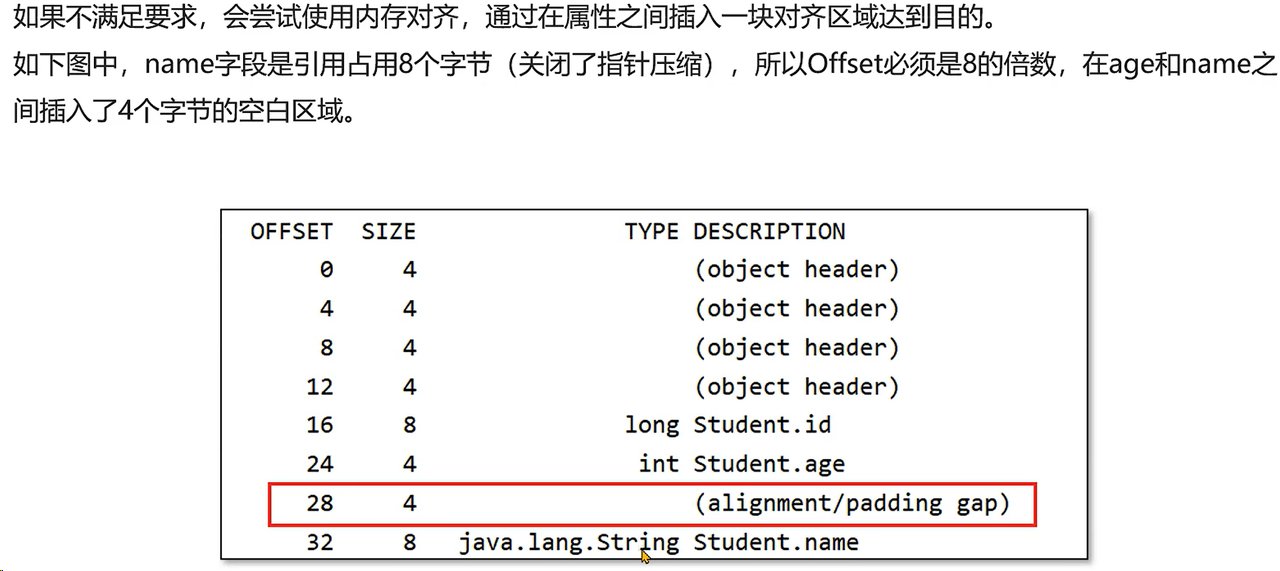 如果不满足要求，会尝试使用内存对齐，通过在属性之间插入一块对齐区域达到目的。
如下图中，name字段是引用占用8个字节（关闭了指针压缩），所以Offset必须是8的倍数，在age和name之
间插入了4个字节的空白区域。
OFFSET SIZE TYPE DESCRIPTION
0 4 (object header)
4 4 (object header)
8 4 (object header)
12 4 (object header)
16 8 long Student.id
24 4 int Student.age
28 4 (alignment/padding gap)
32 8 java.lang.String Student.name